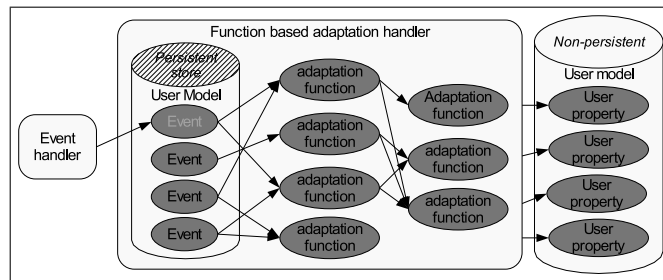 Function based adaptation handler
Persistent
store
User Model
Event
Event
Event
Event
Event
handler
adaptation
function
adaptation
function
adaptation
function
adaptation
function
Adaptation
function
adaptation
function
adaptation
function
Non-persistent
User model
User
property
User
property
User
property
User
property